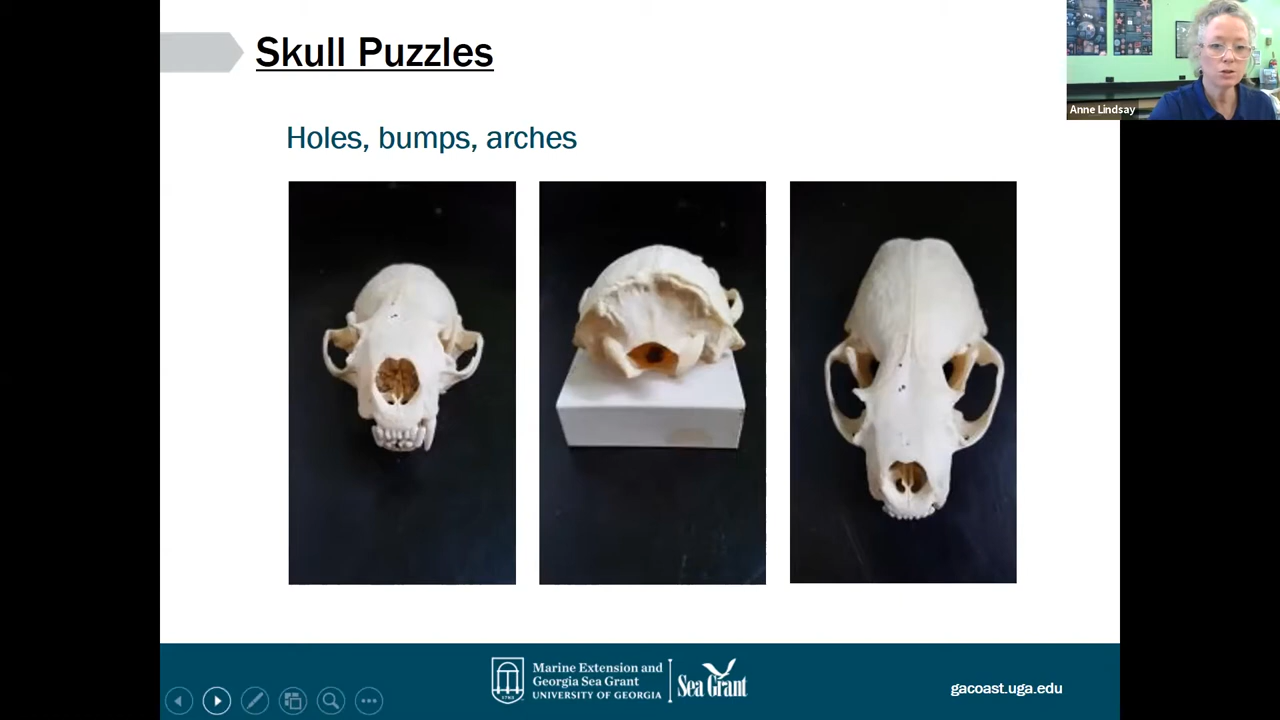 Skull Puzzles
Anne Lindsay
Holes, bumps, arches
Marine Extension and
Georgia Sea Grant
UNIVERSITY OF GEORGIA
Sea Grant
gacoast.uga.edu